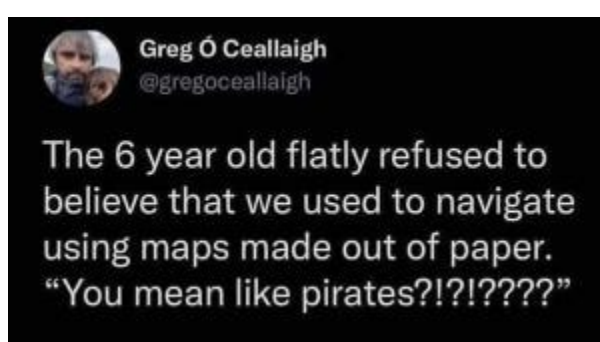 Greg Ó Ceallaigh
@gregoceallaigh
The 6 year old flatly refused to
believe that we used to navigate
using maps made out of paper.
“You mean like pirates?!?!????”